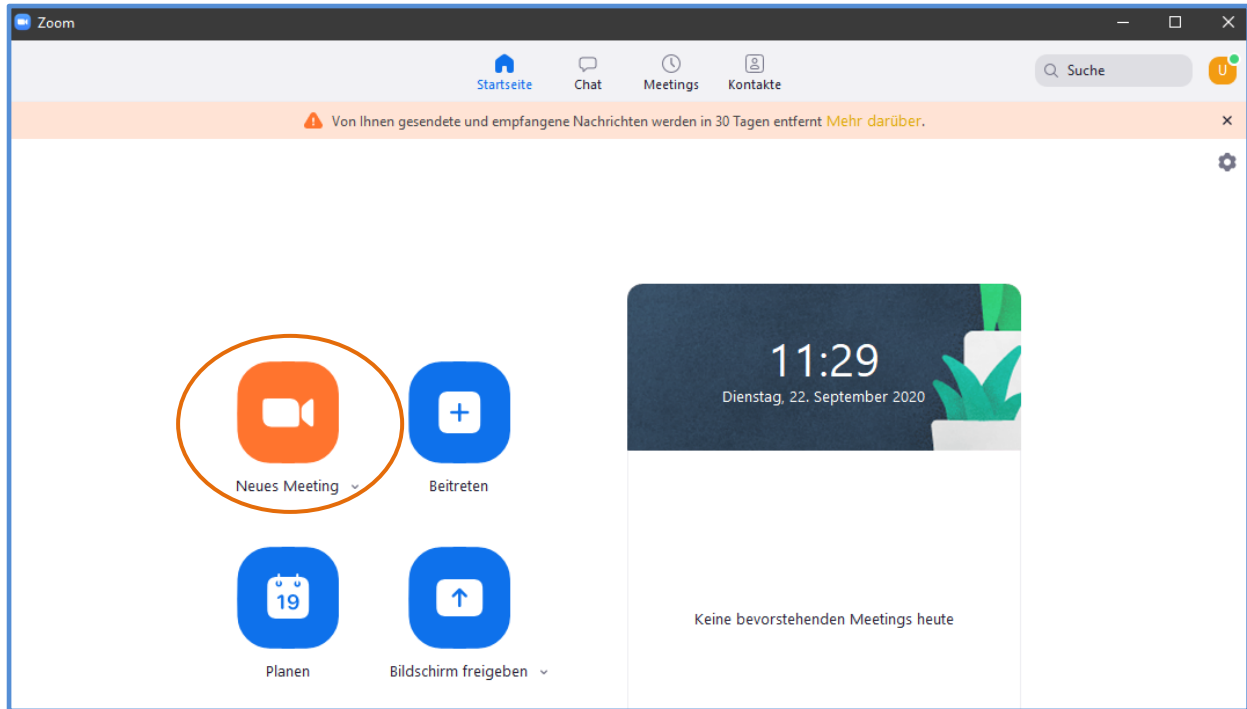 Zoom
Startseite Chat Meetings Kontakte
Suche
U
Von Ihnen gesendete und empfangene Nachrichten werden in 30 Tagen entfernt Mehr darüber.
11:29
Dienstag, 22. September 2020
Neues Meeting
Beitreten
19
Planen
Bildschirm freigeben
Keine bevorstehenden Meetings heute